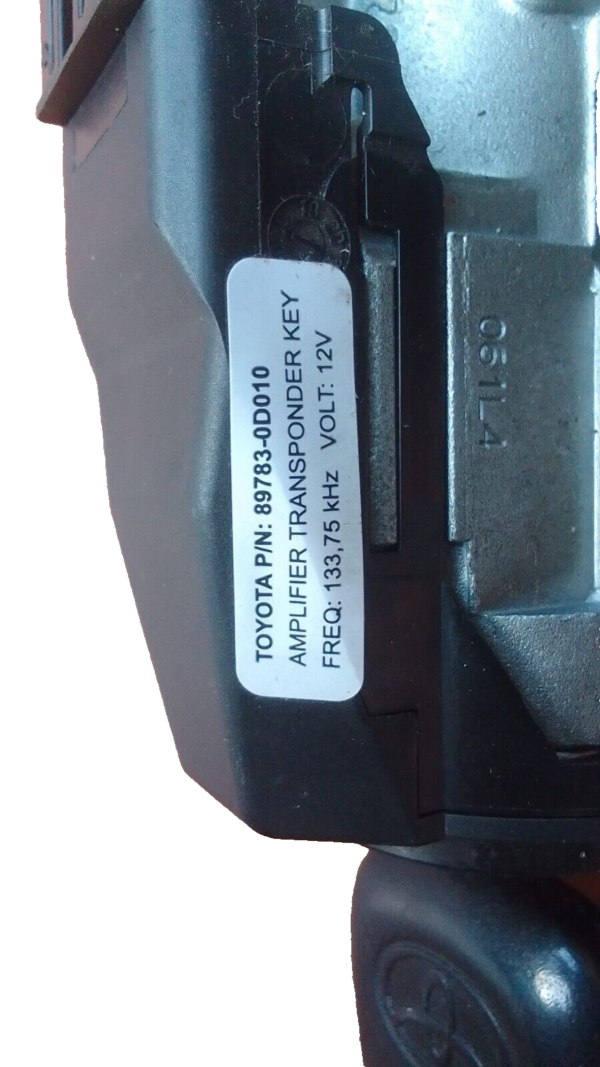 TOYOTA P/N: 89783-0D010
AMPLIFIER TRANSPONDER KEY
FREQ: 133,75 kHz VOLT: 12V
061L4